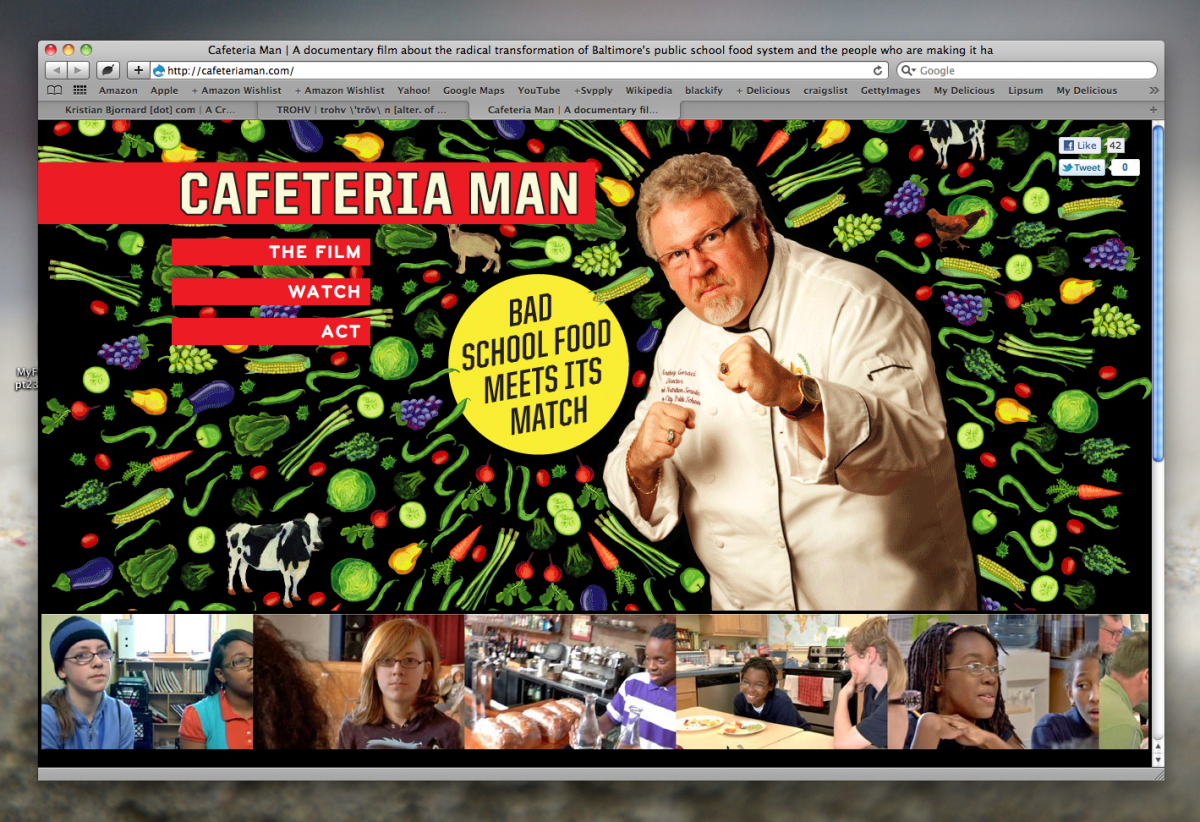 Cafeteria Man | A documentary film about the radical transformation of Baltimore's public school food system and the people who are making it ha
http://cafeteriaman.com/
Google
Amazon Apple + Amazon Wishlist + Amazon Wishlist Yahoo! Google Maps YouTube +Svpply Wikipedia blackify + Delicious craigslist GettyImages My Delicious Lipsum My Delicious
Kristian Bjornard [dot] com | A Cr...
TROHV | trohv \'trōv\ n [alter. of ...
Cafeteria Man | A documentary fil...
Like 42
Tweet 0
CAFETERIA MAN
THE FILM
WATCH
ACT
BAD
SCHOOL FOOD
MEETS ITS
MATCH
Director
City Public Schools
MyF
pt23